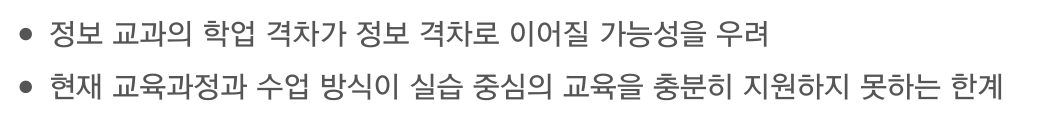 • 정보 교과의 학업 격차가 정보 격차로 이어질 가능성을 우려
• 현재 교육과정과 수업 방식이 실습 중심의 교육을 충분히 지원하지 못하는 한계